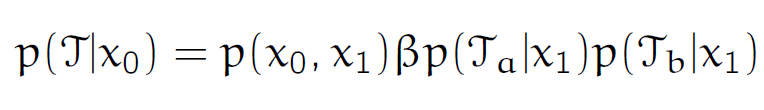 p(𝒯|x₀) = p(x₀, x₁)βp(𝒯ₐ|x₁)p(𝒯_b|x₁)